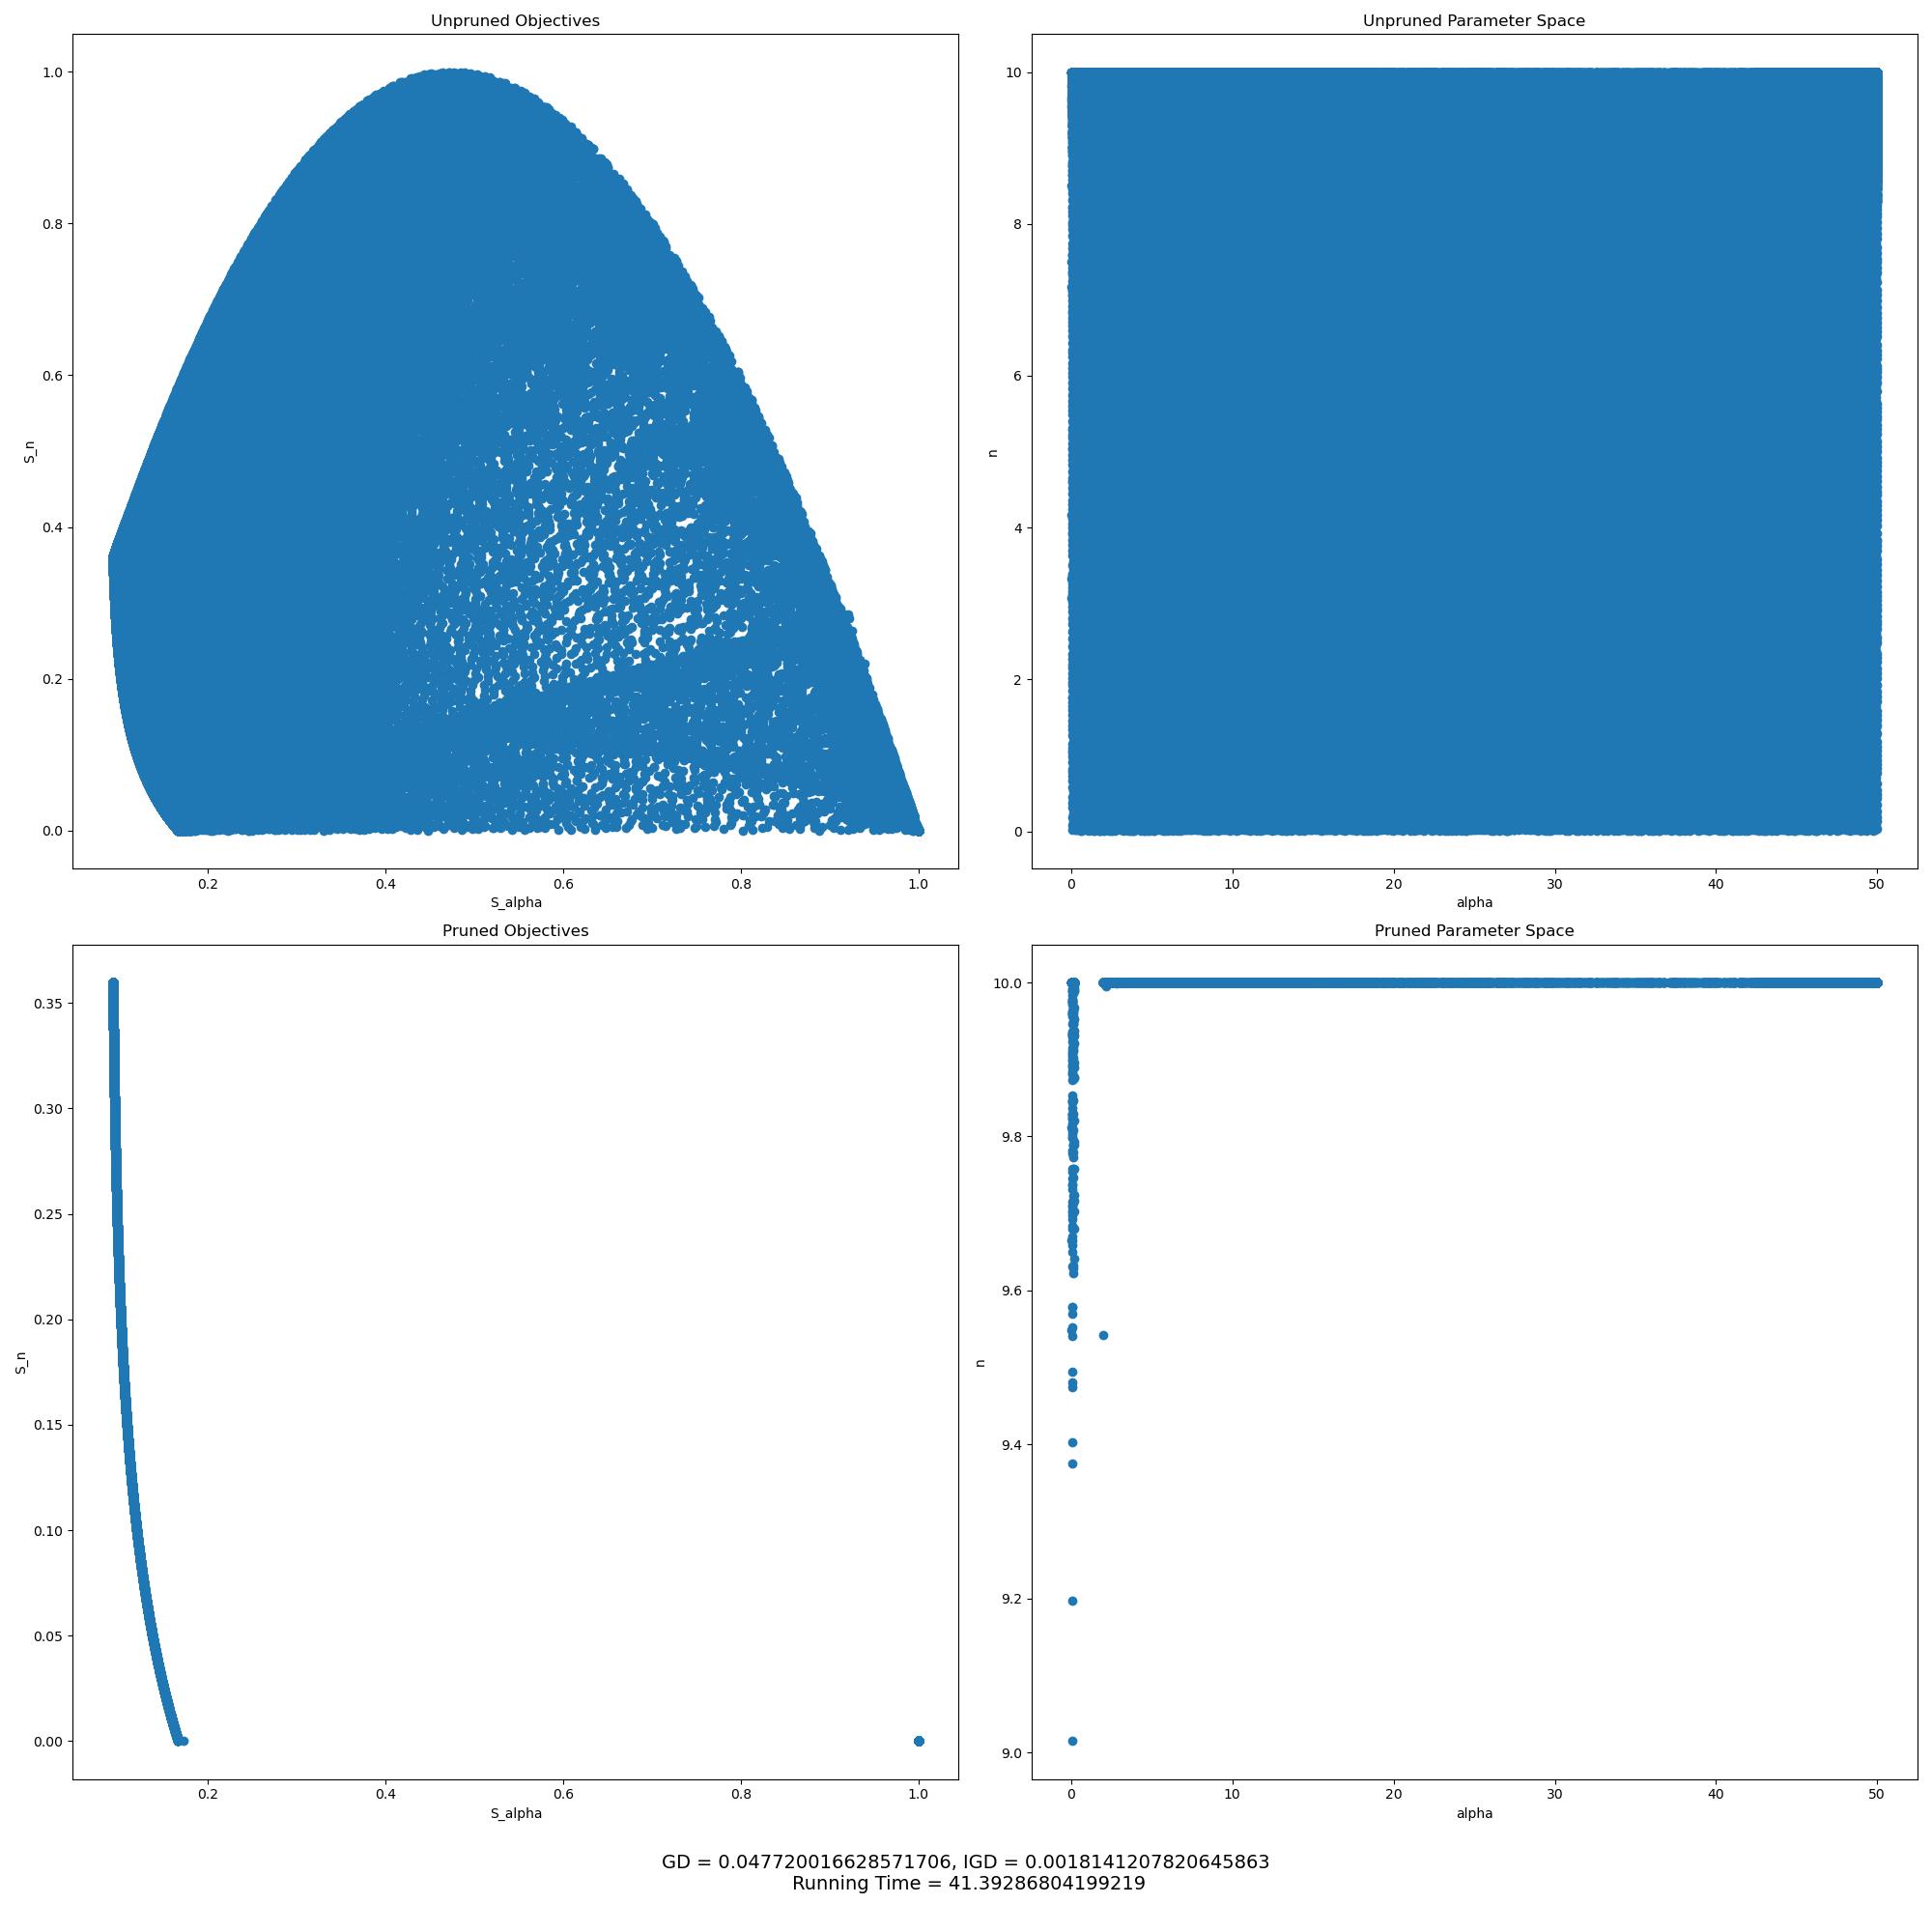 Unpruned Objectives
1.0
0.8
0.6
0.4
0.2
0.0
S_n
0.2 0.4 0.6 0.8 1.0
S_alpha
Unpruned Parameter Space
10
8
6
4
2
0
n
0 10 20 30 40 50
alpha
Pruned Objectives
0.35
0.30
0.25
0.20
0.15
0.10
0.05
0.00
S_n
0.2 0.4 0.6 0.8 1.0
S_alpha
Pruned Parameter Space
10.0
9.8
9.6
9.4
9.2
9.0
n
0 10 20 30 40 50
alpha
GD = 0.047720016628571706, IGD = 0.0018141207820645863
Running Time = 41.39286804199219